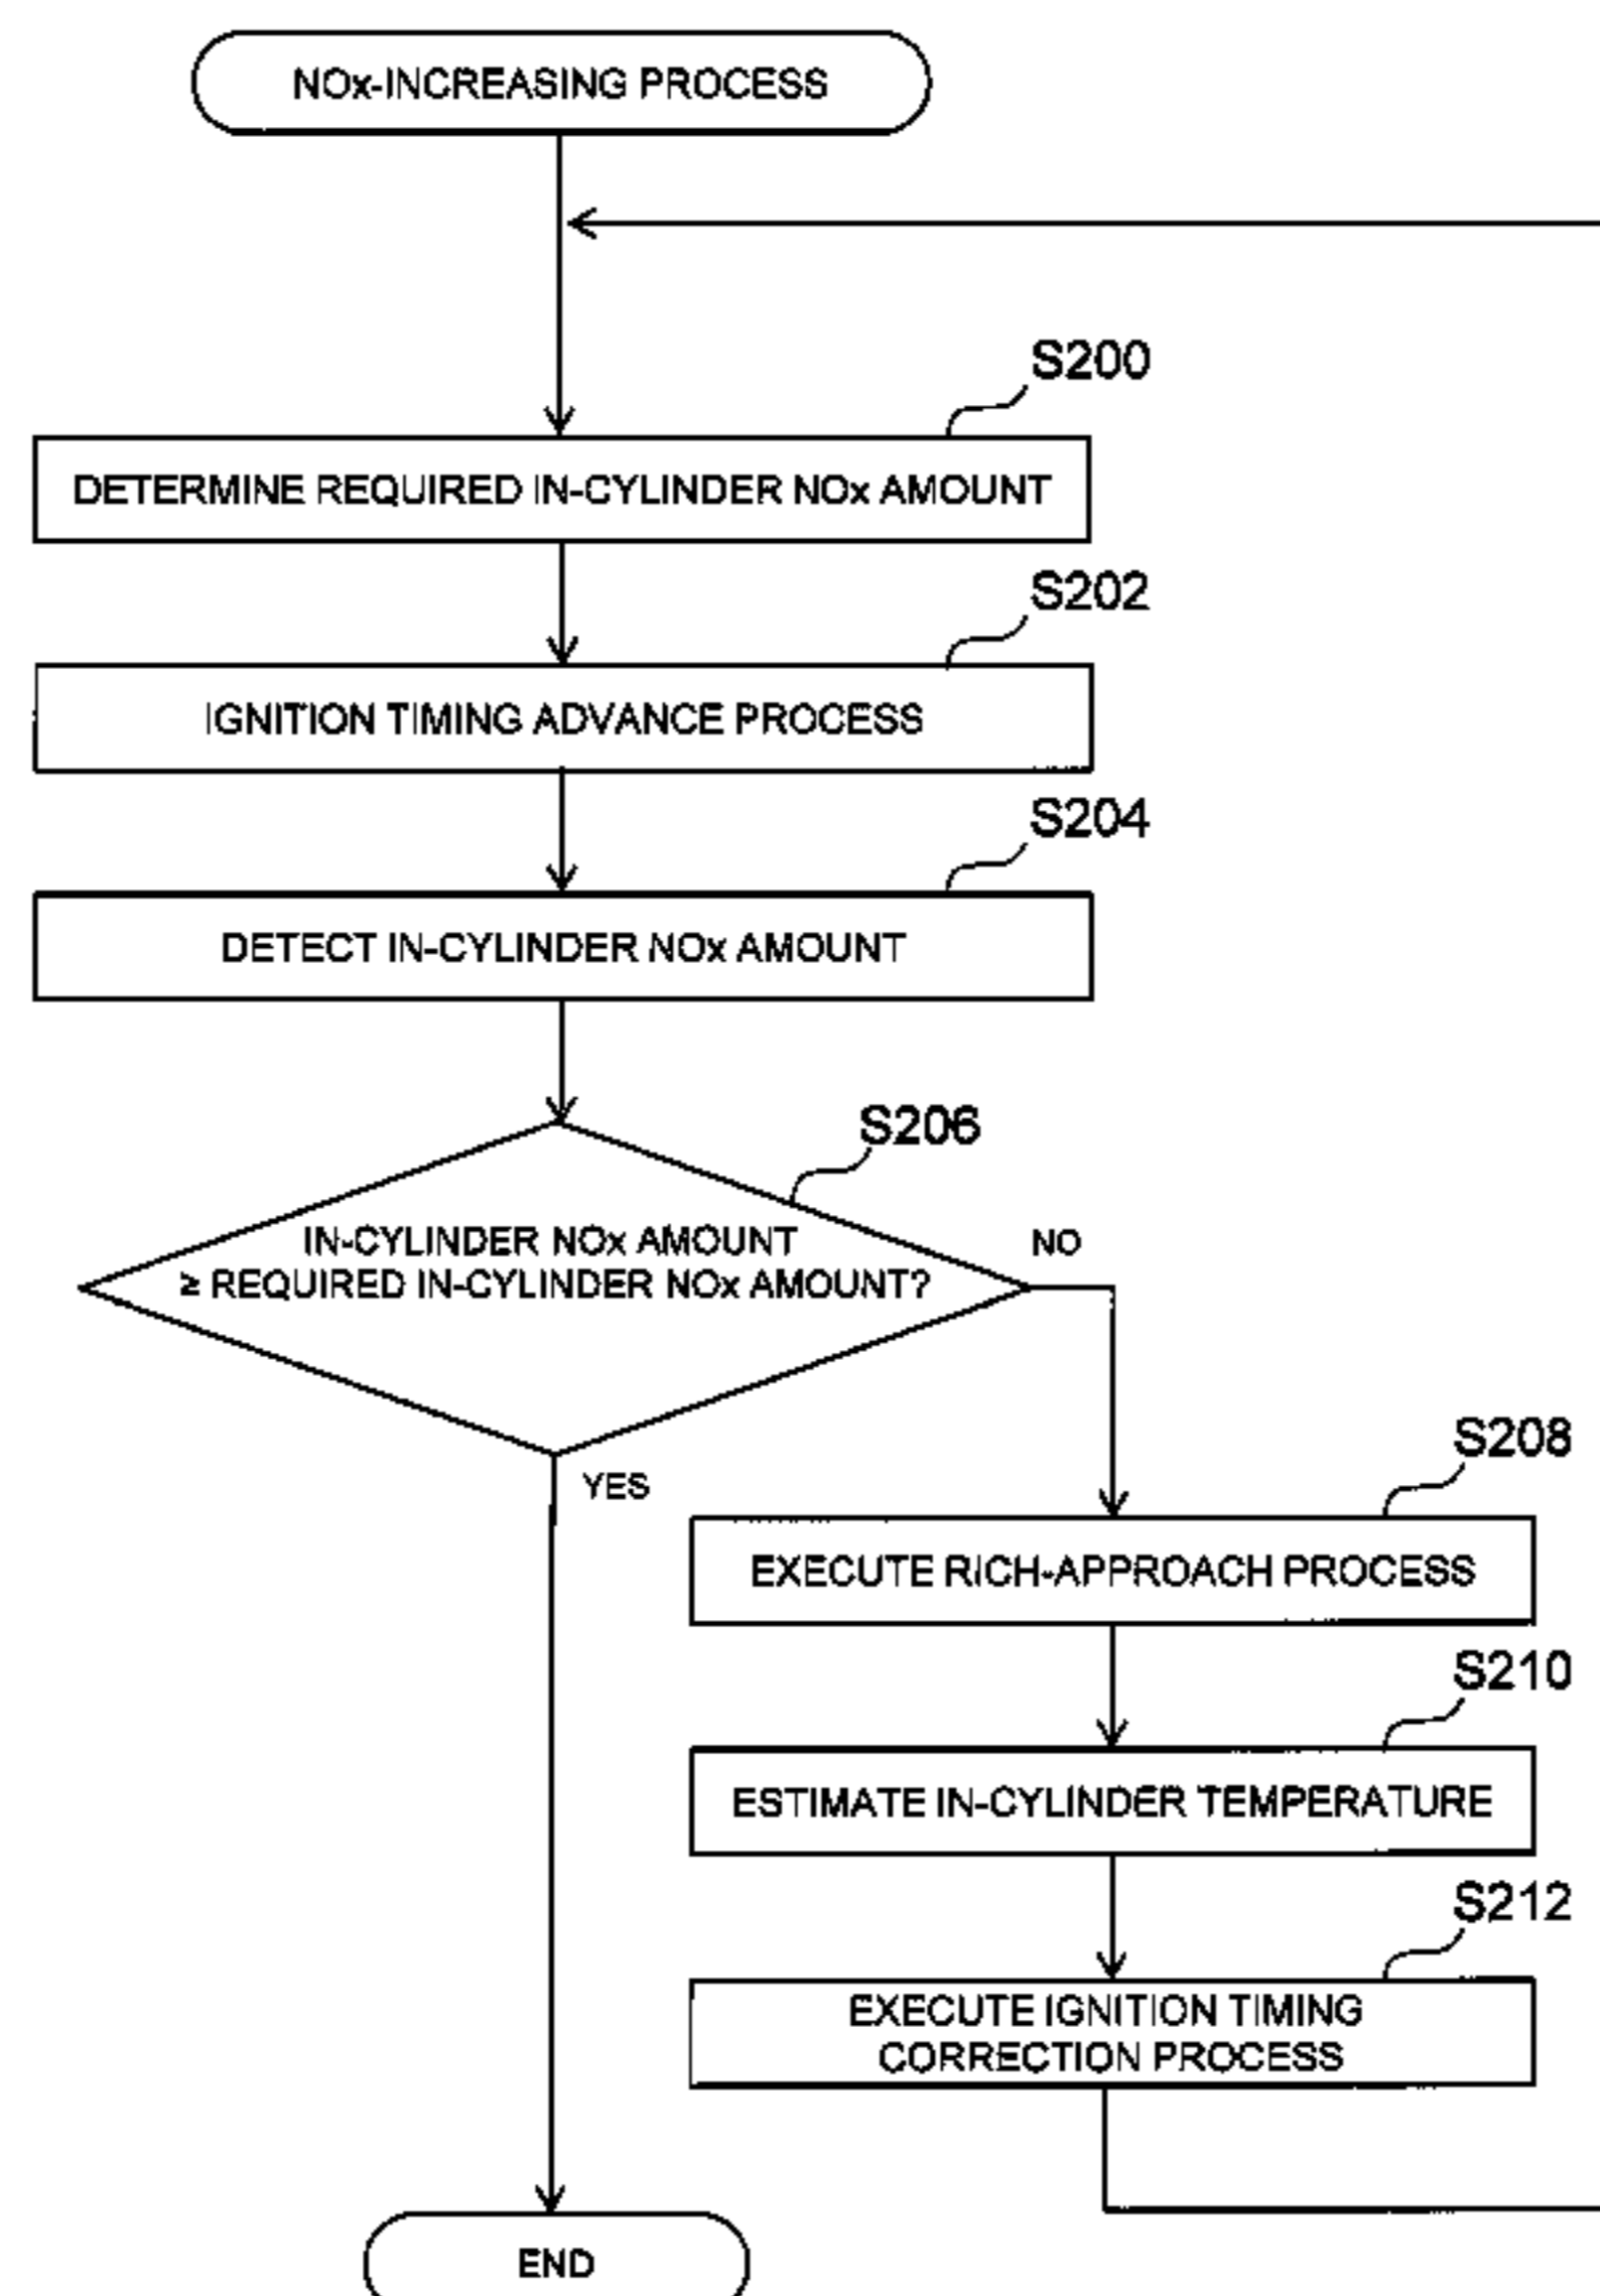 NOx-INCREASING PROCESS
S200
DETERMINE REQUIRED IN-CYLINDER NOx AMOUNT
S202
IGNITION TIMING ADVANCE PROCESS
S204
DETECT IN-CYLINDER NOx AMOUNT
S206
IN-CYLINDER NOx AMOUNT
≥ REQUIRED IN-CYLINDER NOx AMOUNT?
NO
YES
S208
EXECUTE RICH-APPROACH PROCESS
S210
ESTIMATE IN-CYLINDER TEMPERATURE
S212
EXECUTE IGNITION TIMING
CORRECTION PROCESS
END